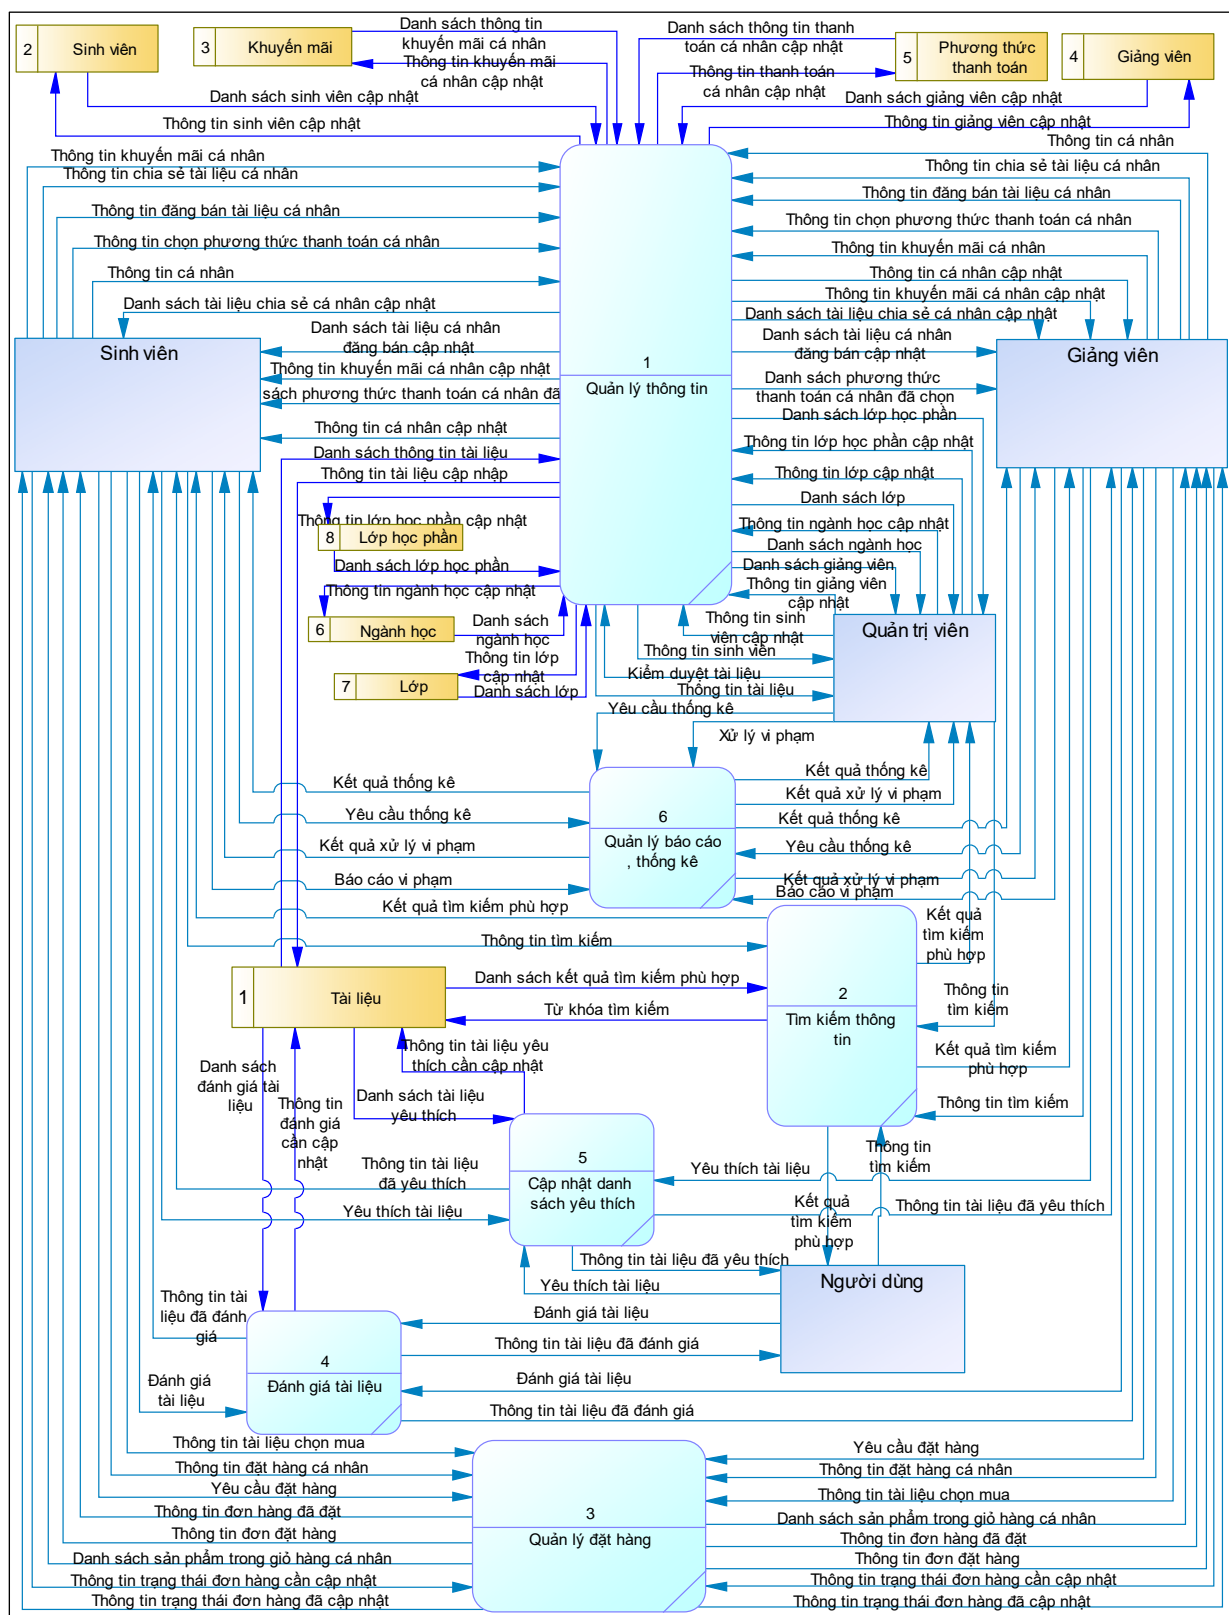 2 Sinh viên
3 Khuyến mãi
Danh sách thông tin
khuyến mãi cá nhân
Thông tin khuyến mãi
cá nhân cập nhật
Danh sách thông tin thanh
toán cá nhân cập nhật
Thông tin thanh toán
cá nhân cập nhật
5 Phương thức
thanh toán
4 Giảng viên
Danh sách sinh viên cập nhật
Thông tin sinh viên cập nhật
Danh sách giảng viên cập nhật
Thông tin giảng viên cập nhật
Thông tin khuyến mãi cá nhân
Thông tin chia sẻ tài liệu cá nhân
Thông tin đăng bán tài liệu cá nhân
Thông tin chọn phương thức thanh toán cá nhân
Thông tin cá nhân
Danh sách tài liệu chia sẻ cá nhân cập nhật
Danh sách tài liệu cá nhân
đăng bán cập nhật
Thông tin khuyến mãi cá nhân cập nhật
sách phương thức thanh toán cá nhân đã
Thông tin cá nhân cập nhật
Danh sách thông tin tài liệu
Thông tin tài liệu cập nhập
Sinh viên
1
Quản lý thông tin
Thông tin cá nhân
Thông tin chia sẻ tài liệu cá nhân
Thông tin đăng bán tài liệu cá nhân
Thông tin chọn phương thức thanh toán cá nhân
Thông tin khuyến mãi cá nhân
Thông tin cá nhân cập nhật
Thông tin khuyến mãi cá nhân cập nhật
Danh sách tài liệu chia sẻ cá nhân cập nhật
Danh sách tài liệu cá nhân
đăng bán cập nhật
Danh sách phương thức
thanh toán cá nhân đã chọn
Giảng viên
Danh sách lớp học phần
Thông tin lớp học phần cập nhật
Thông tin lớp cập nhật
Danh sách lớp
Thông tin ngành học cập nhật
Danh sách ngành học
Danh sách giảng viên
Thông tin giảng viên
cập nhật
Thông tin lớp học phần cập nhật
8 Lớp học phần
Danh sách lớp học phần
Thông tin ngành học cập nhật
6 Ngành học
Danh sách
ngành học
Thông tin lớp
cập nhật
7 Lớp
Danh sách lớp
Thông tin sinh
viên cập nhật
Thông tin sinh viên
Kiểm duyệt tài liệu
Thông tin tài liệu
Yêu cầu thống kê
Xử lý vi phạm
Quản trị viên
Kết quả thống kê
Yêu cầu thống kê
Kết quả xử lý vi phạm
Báo cáo vi phạm
6
Quản lý báo cáo
, thống kê
Kết quả thống kê
Kết quả xử lý vi phạm
Kết quả thống kê
Yêu cầu thống kê
Kết quả xử lý vi phạm
Báo cáo vi phạm
Kết quả tìm kiếm phù hợp
Thông tin tìm kiếm
1 Tài liệu
Danh sách kết quả tìm kiếm phù hợp
Từ khóa tìm kiếm
2
Tìm kiếm thông
tin
Kết quả
tìm kiếm
phù hợp
Thông tin
tìm kiếm
Kết quả tìm kiếm
phù hợp
Thông tin tìm kiếm
Thông tin tài liệu yêu
thích cần cập nhật
Danh sách tài liệu
yêu thích
Danh sách
đánh giá tài
liệu
Thông tin
đánh giá
cần cập
nhật
Thông tin tài liệu
đã yêu thích
Yêu thích tài liệu
5
Cập nhật danh
sách yêu thích
Yêu thích tài liệu
Thông tin
tìm kiếm
Kết quả
tìm kiếm
phù hợp
Thông tin tài liệu đã yêu thích
Thông tin tài liệu đã yêu thích
Yêu thích tài liệu
Người dùng
Thông tin tài
liệu đã đánh
giá
Đánh giá
tài liệu
4
Đánh giá tài liệu
Đánh giá tài liệu
Thông tin tài liệu đã đánh giá
Đánh giá tài liệu
Thông tin tài liệu đã đánh giá
Thông tin tài liệu chọn mua
Thông tin đặt hàng cá nhân
Yêu cầu đặt hàng
Thông tin đơn hàng đã đặt
Thông tin đơn đặt hàng
Danh sách sản phẩm trong giỏ hàng cá nhân
Thông tin trạng thái đơn hàng cần cập nhật
Thông tin trạng thái đơn hàng đã cập nhật
3
Quản lý đặt hàng
Yêu cầu đặt hàng
Thông tin đặt hàng cá nhân
Thông tin tài liệu chọn mua
Danh sách sản phẩm trong giỏ hàng cá nhân
Thông tin đơn hàng đã đặt
Thông tin đơn đặt hàng
Thông tin trạng thái đơn hàng cần cập nhật
Thông tin trạng thái đơn hàng đã cập nhật